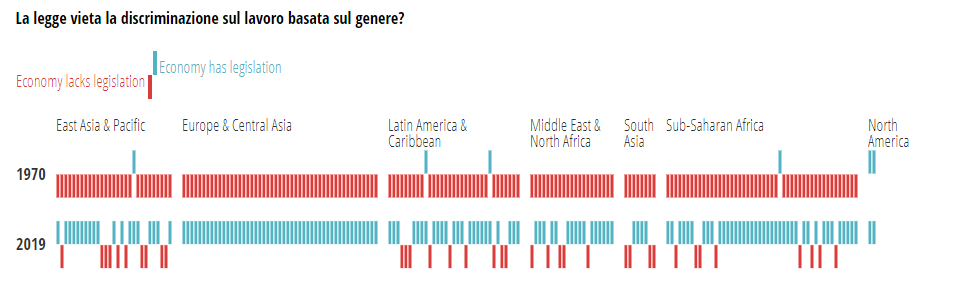 La legge vieta la discriminazione sul lavoro basata sul genere?
Economy has legislation
Economy lacks legislation
East Asia & Pacific
Europe & Central Asia
Latin America &
Caribbean
Middle East &
North Africa
South
Asia
Sub-Saharan Africa
North
America
1970
2019